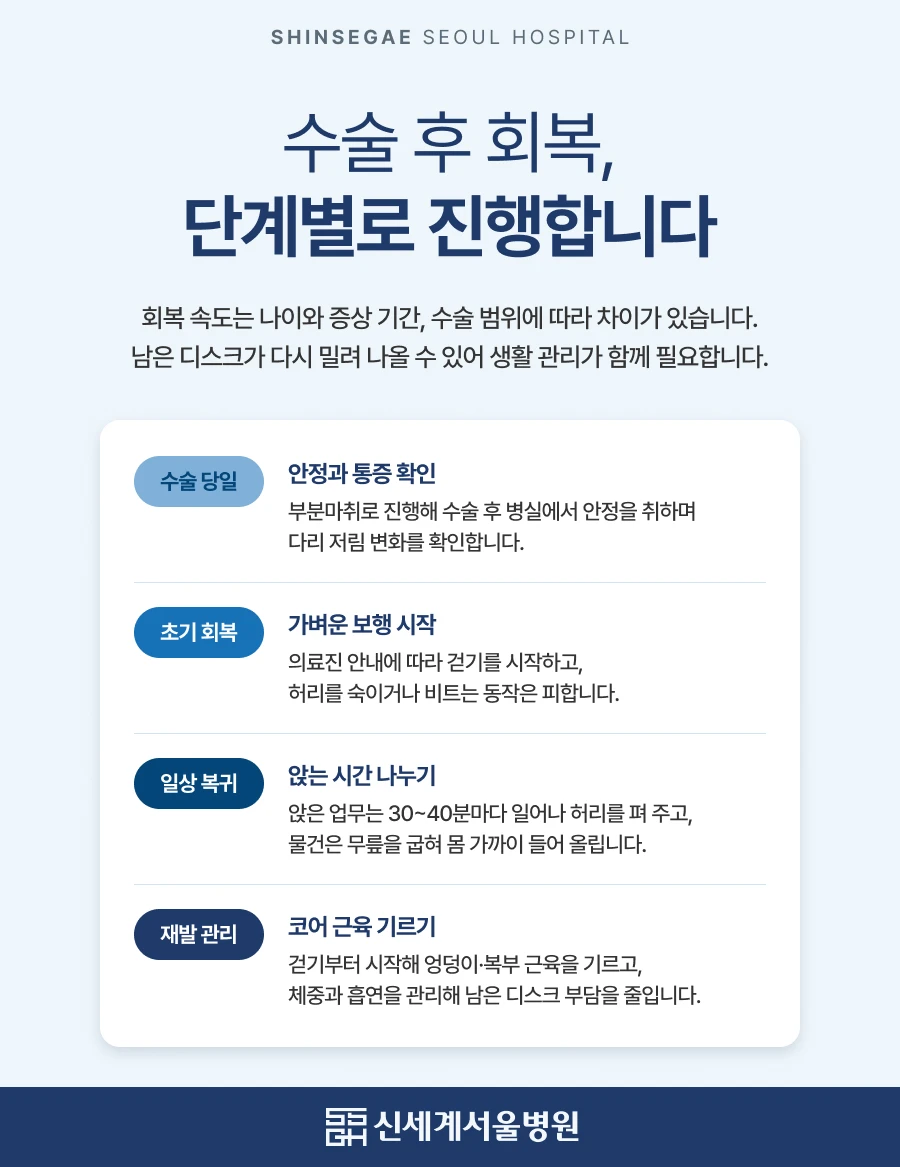 SHINSEGAE SEOUL HOSPITAL
수술 후 회복,
단계별로 진행합니다
회복 속도는 나이와 증상 기간, 수술 범위에 따라 차이가 있습니다.
남은 디스크가 다시 밀려 나올 수 있어 생활 관리가 함께 필요합니다.
수술 당일
안정과 통증 확인
부분마취로 진행해 수술 후 병실에서 안정을 취하며
다리 저림 변화를 확인합니다.
초기 회복
가벼운 보행 시작
의료진 안내에 따라 걷기를 시작하고,
허리를 숙이거나 비트는 동작은 피합니다.
일상 복귀
앉는 시간 나누기
앉은 업무는 30~40분마다 일어나 허리를 펴 주고,
물건은 무릎을 굽혀 몸 가까이 들어 올립니다.
재발 관리
코어 근육 기르기
걷기부터 시작해 엉덩이·복부 근육을 기르고,
체중과 흡연을 관리해 남은 디스크 부담을 줄입니다.
신세계서울병원